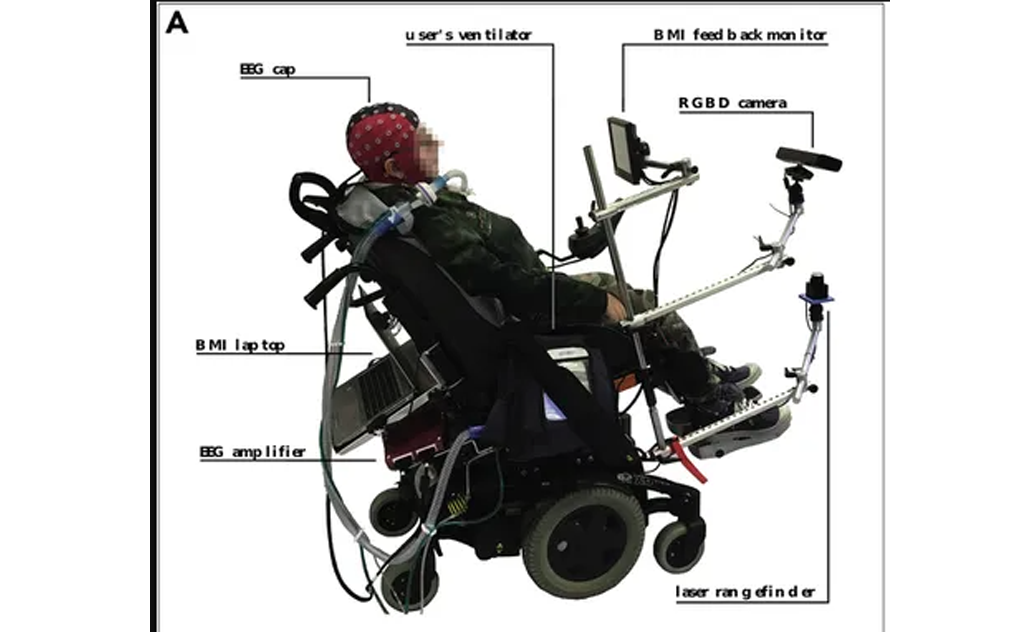 A
user's ventilator
BMI feedback monitor
EEG cap
RGBD camera
BMI laptop
EEG amplifier
laser rangefinder